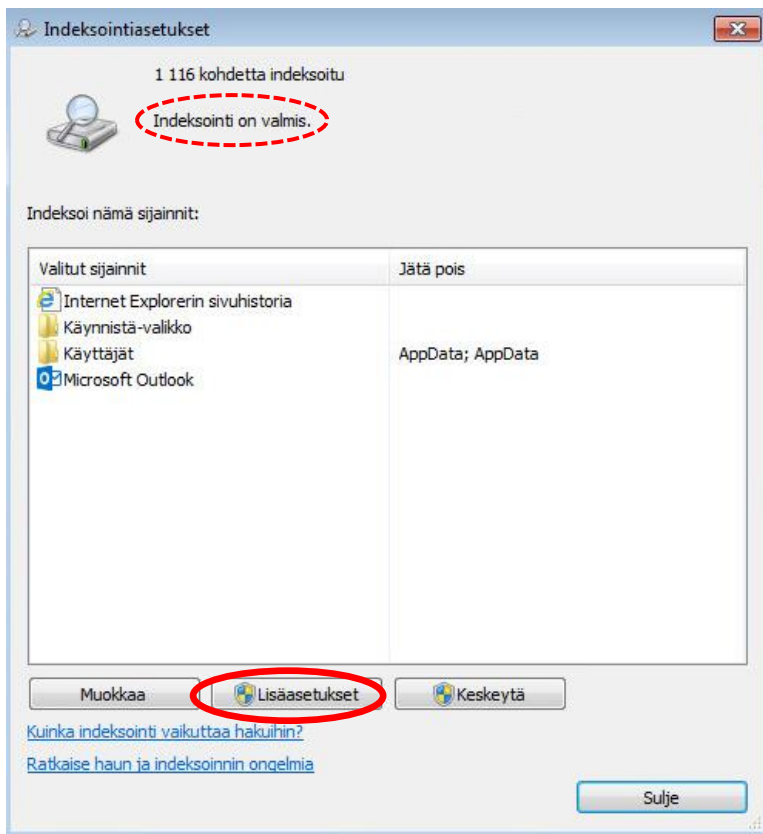 Indeksointiasetukset
1 116 kohdetta indeksoitu
Indeksointi on valmis.
Indeksoi nämä sijainnit:
Valitut sijainnit Jätä pois
Internet Explorerin sivuhistoria
Käynnistä-valikko
Käyttäjät AppData; AppData
Microsoft Outlook
Muokkaa Lisäasetukset Keskeytä
Kuinka indeksointi vaikuttaa hakuihin?
Ratkaise haun ja indeksoinnin ongelmia
Sulje